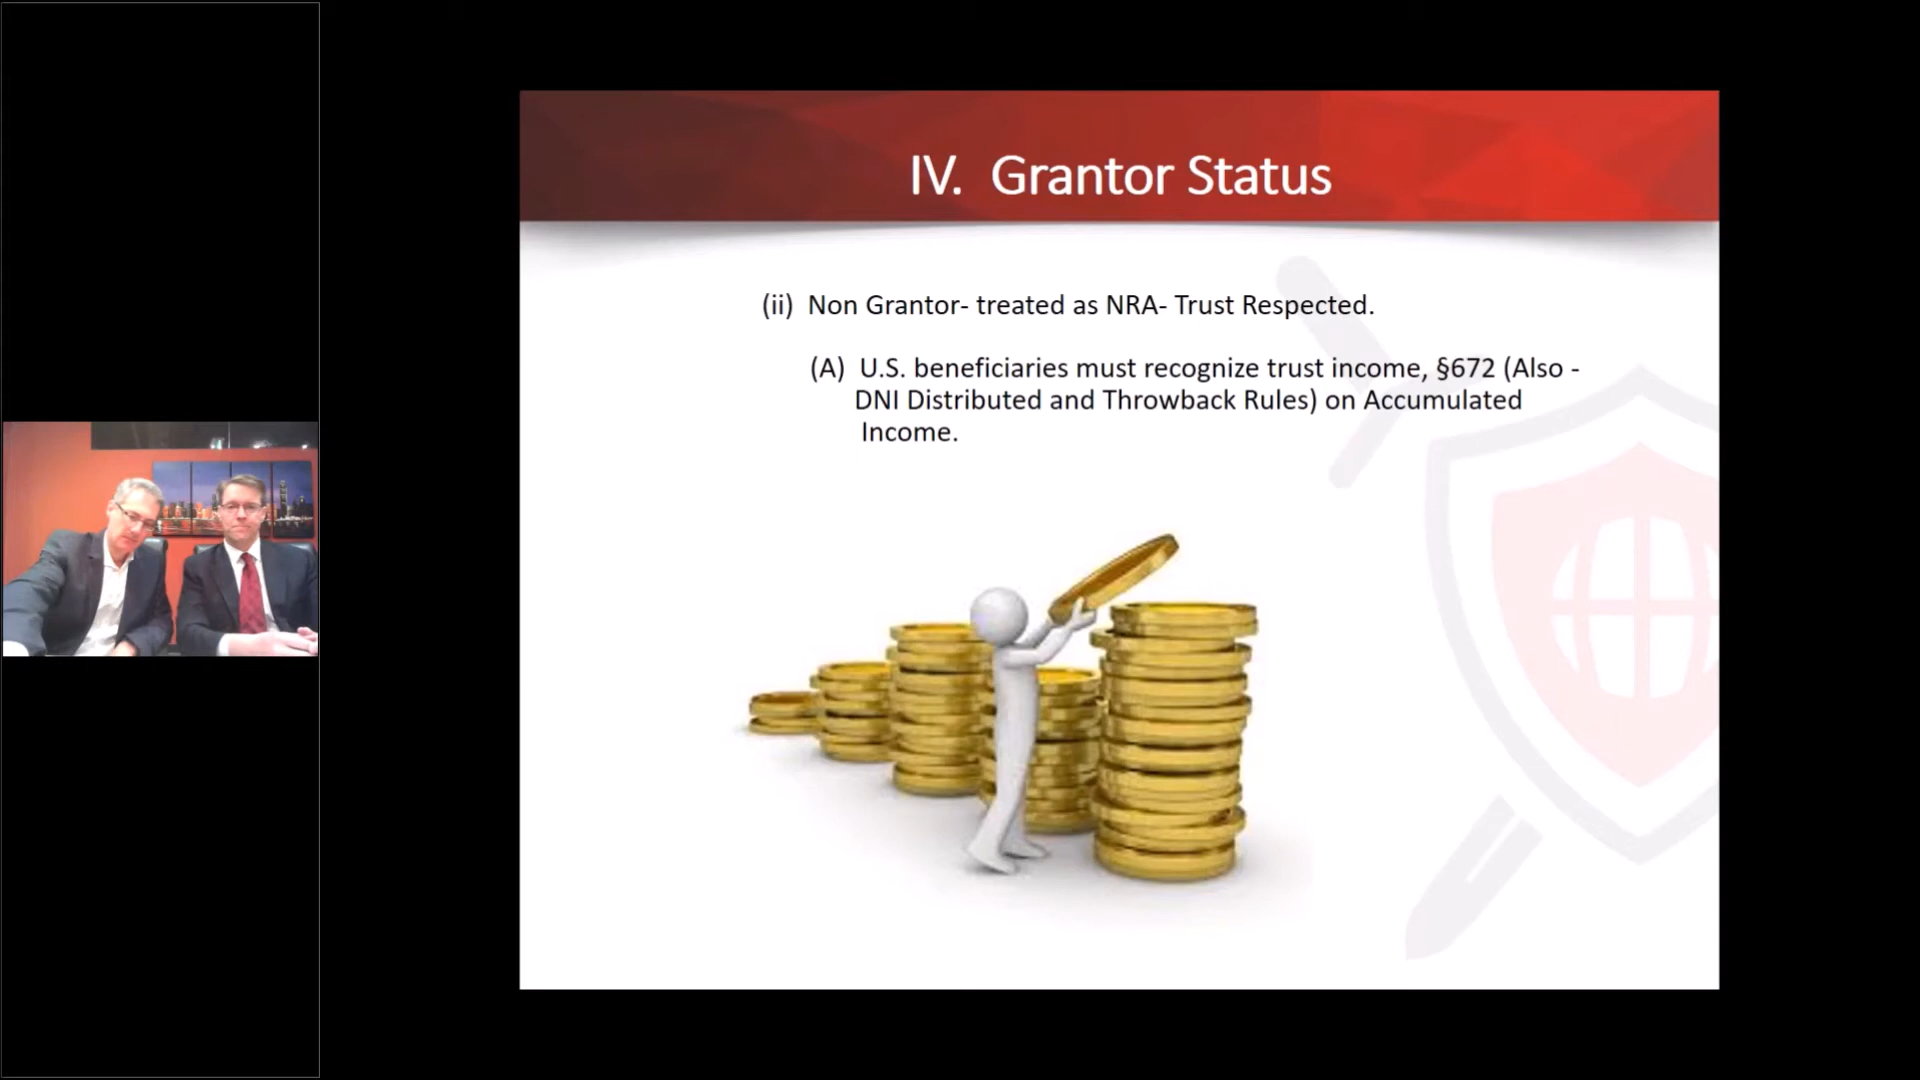 IV. Grantor Status
(ii) Non Grantor- treated as NRA- Trust Respected.
(A) U.S. beneficiaries must recognize trust income, §672 (Also -
DNI Distributed and Throwback Rules) on Accumulated
Income.